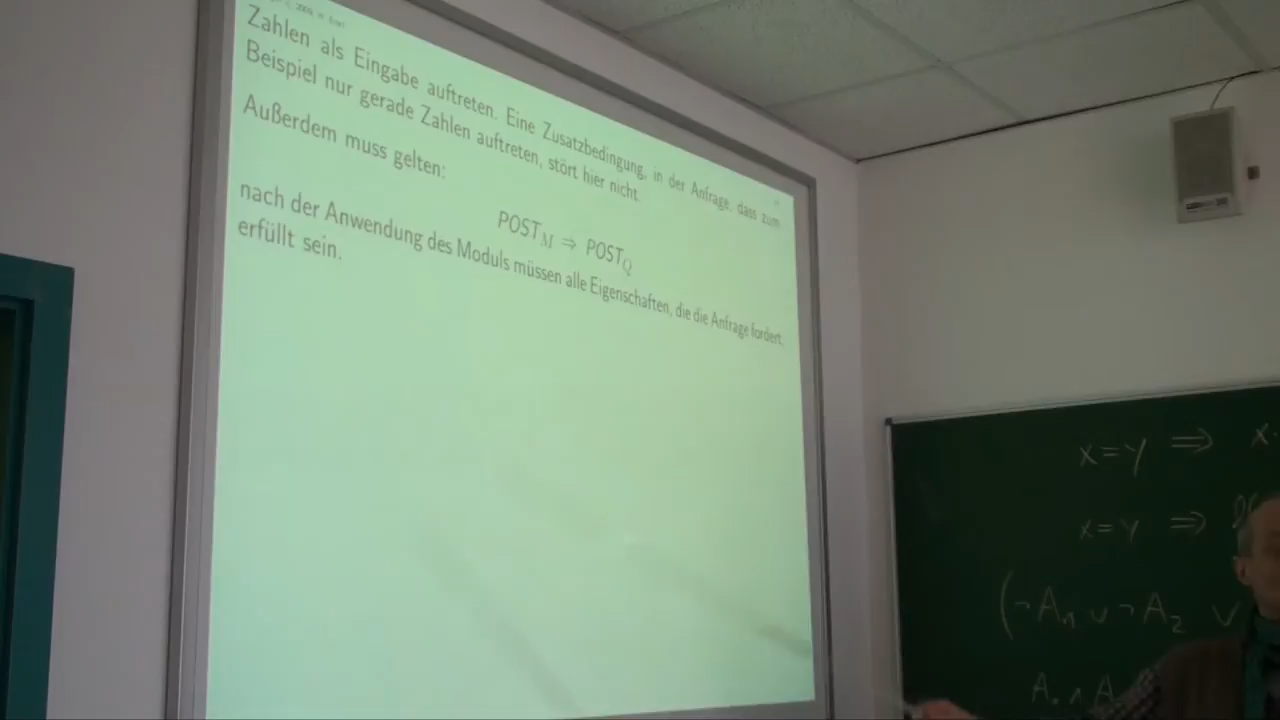 Zahlen als Eingabe auftreten. Eine Zusatzbedingung, in der Anfrage, dass zum
Beispiel nur gerade Zahlen auftreten, stört hier nicht.
Außerdem muss gelten:
POST_M ⇒ POST_Q
nach der Anwendung des Moduls müssen alle Eigenschaften, die die Anfrage fordert,
erfüllt sein.
x=y ⇒ x
x=y ⇒
(¬A₁ ∨ ¬A₂ ∨